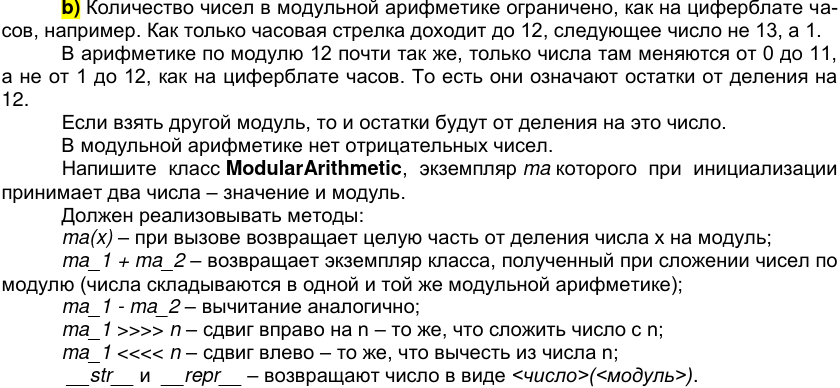 b) Количество чисел в модульной арифметике ограничено, как на циферблате ча-
сов, например. Как только часовая стрелка доходит до 12, следующее число не 13, а 1.
В арифметике по модулю 12 почти так же, только числа там меняются от 0 до 11,
а не от 1 до 12, как на циферблате часов. То есть они означают остатки от деления на
12.
Если взять другой модуль, то и остатки будут от деления на это число.
В модульной арифметике нет отрицательных чисел.
Напишите класс ModularArithmetic, экземпляр ma которого при инициализации
принимает два числа – значение и модуль.
Должен реализовывать методы:
ma(x) – при вызове возвращает целую часть от деления числа x на модуль;
ma_1 + ma_2 – возвращает экземпляр класса, полученный при сложении чисел по
модулю (числа складываются в одной и той же модульной арифметике);
ma_1 - ma_2 – вычитание аналогично;
ma_1 >>>> n – сдвиг вправо на n – то же, что сложить число с n;
ma_1 <<<< n – сдвиг влево – то же, что вычесть из числа n;
__str__ и __repr__ – возвращают число в виде <число>(<модуль>).